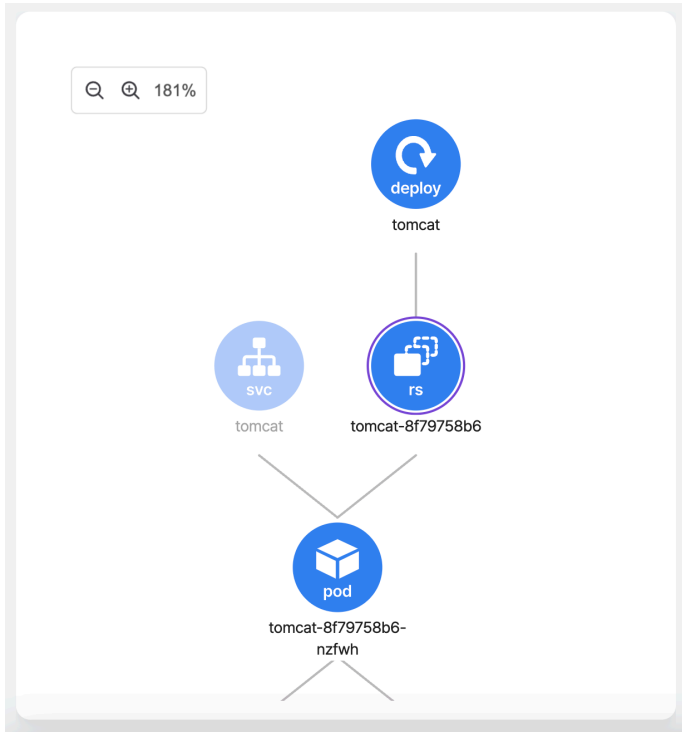 181%
deploy
tomcat
svc
tomcat
rs
tomcat-8f79758b6
pod
tomcat-8f79758b6-
nzfwh